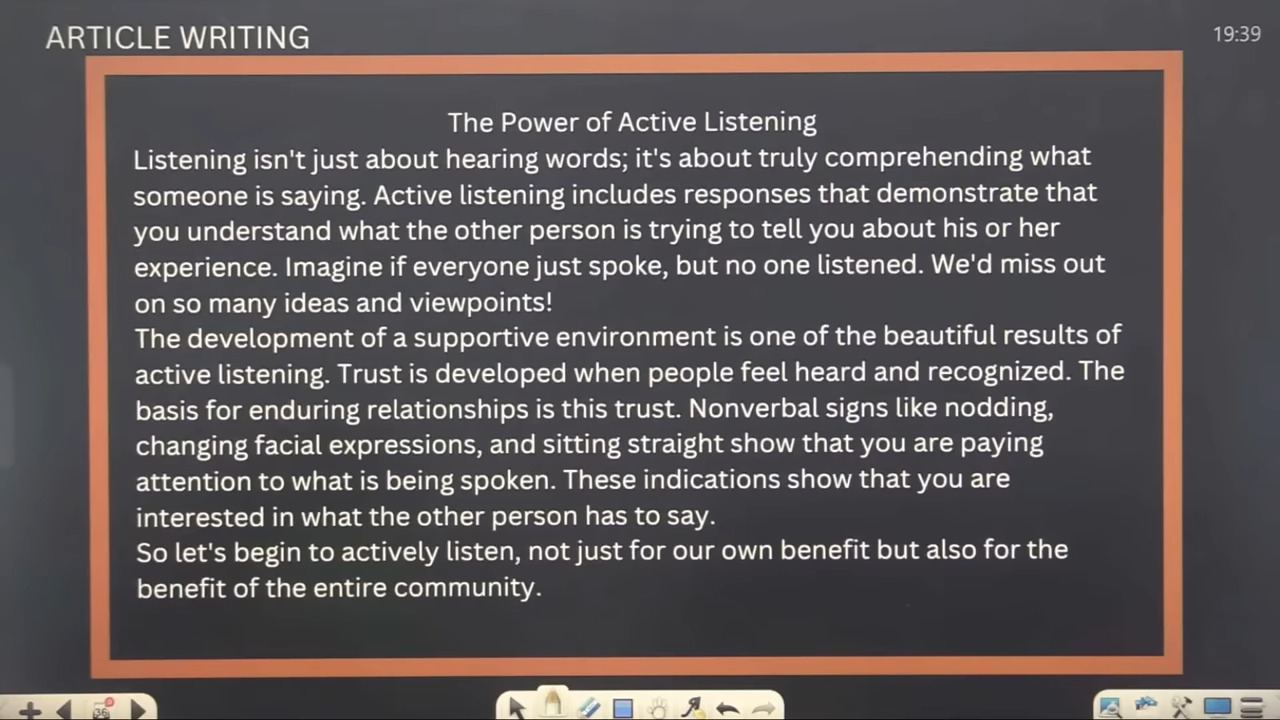 ARTICLE WRITING
19:39
The Power of Active Listening
Listening isn't just about hearing words; it's about truly comprehending what
someone is saying. Active listening includes responses that demonstrate that
you understand what the other person is trying to tell you about his or her
experience. Imagine if everyone just spoke, but no one listened. We'd miss out
on so many ideas and viewpoints!
The development of a supportive environment is one of the beautiful results of
active listening. Trust is developed when people feel heard and recognized. The
basis for enduring relationships is this trust. Nonverbal signs like nodding,
changing facial expressions, and sitting straight show that you are paying
attention to what is being spoken. These indications show that you are
interested in what the other person has to say.
So let's begin to actively listen, not just for our own benefit but also for the
benefit of the entire community.
36